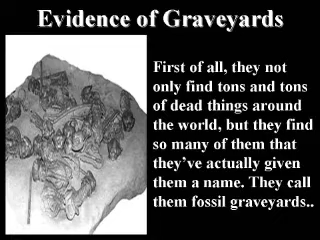 Evidence of Graveyards
First of all, they not
only find tons and tons
of dead things around
the world, but they find
so many of them that
they've actually given
them a name. They call
them fossil graveyards..